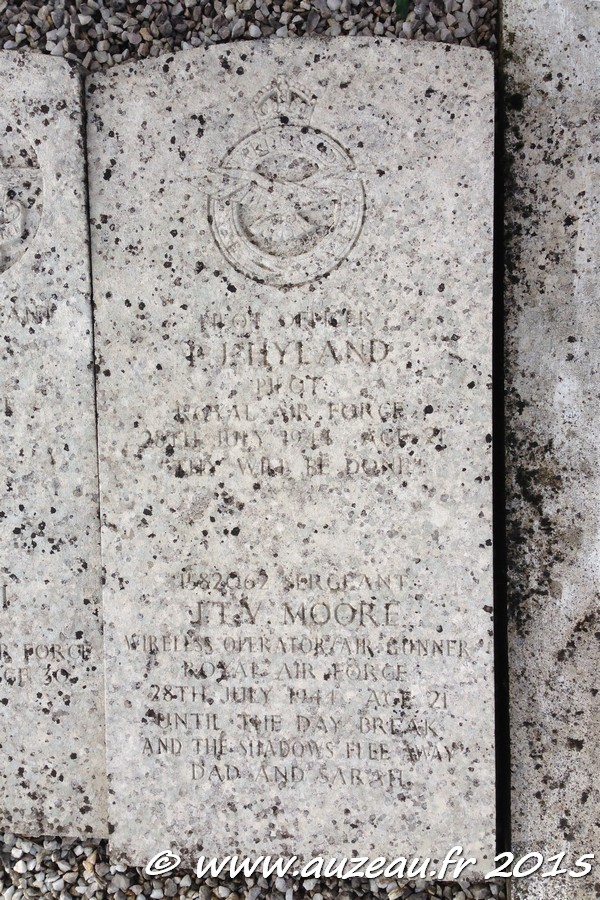 PILOT OFFICER
P. J. HYLAND
PILOT
ROYAL AIR FORCE
28TH JULY 1944 AGE 21
"THY WILL BE DONE"
1682062 SERGEANT
J.T.V. MOORE
WIRELESS OPERATOR/AIR GUNNER
ROYAL AIR FORCE
28TH JULY 1944 AGE 21
UNTIL THE DAY BREAK
AND THE SHADOWS FLEE AWAY
DAD AND SARAH
R FORCE
© www.auzeau.fr 2015